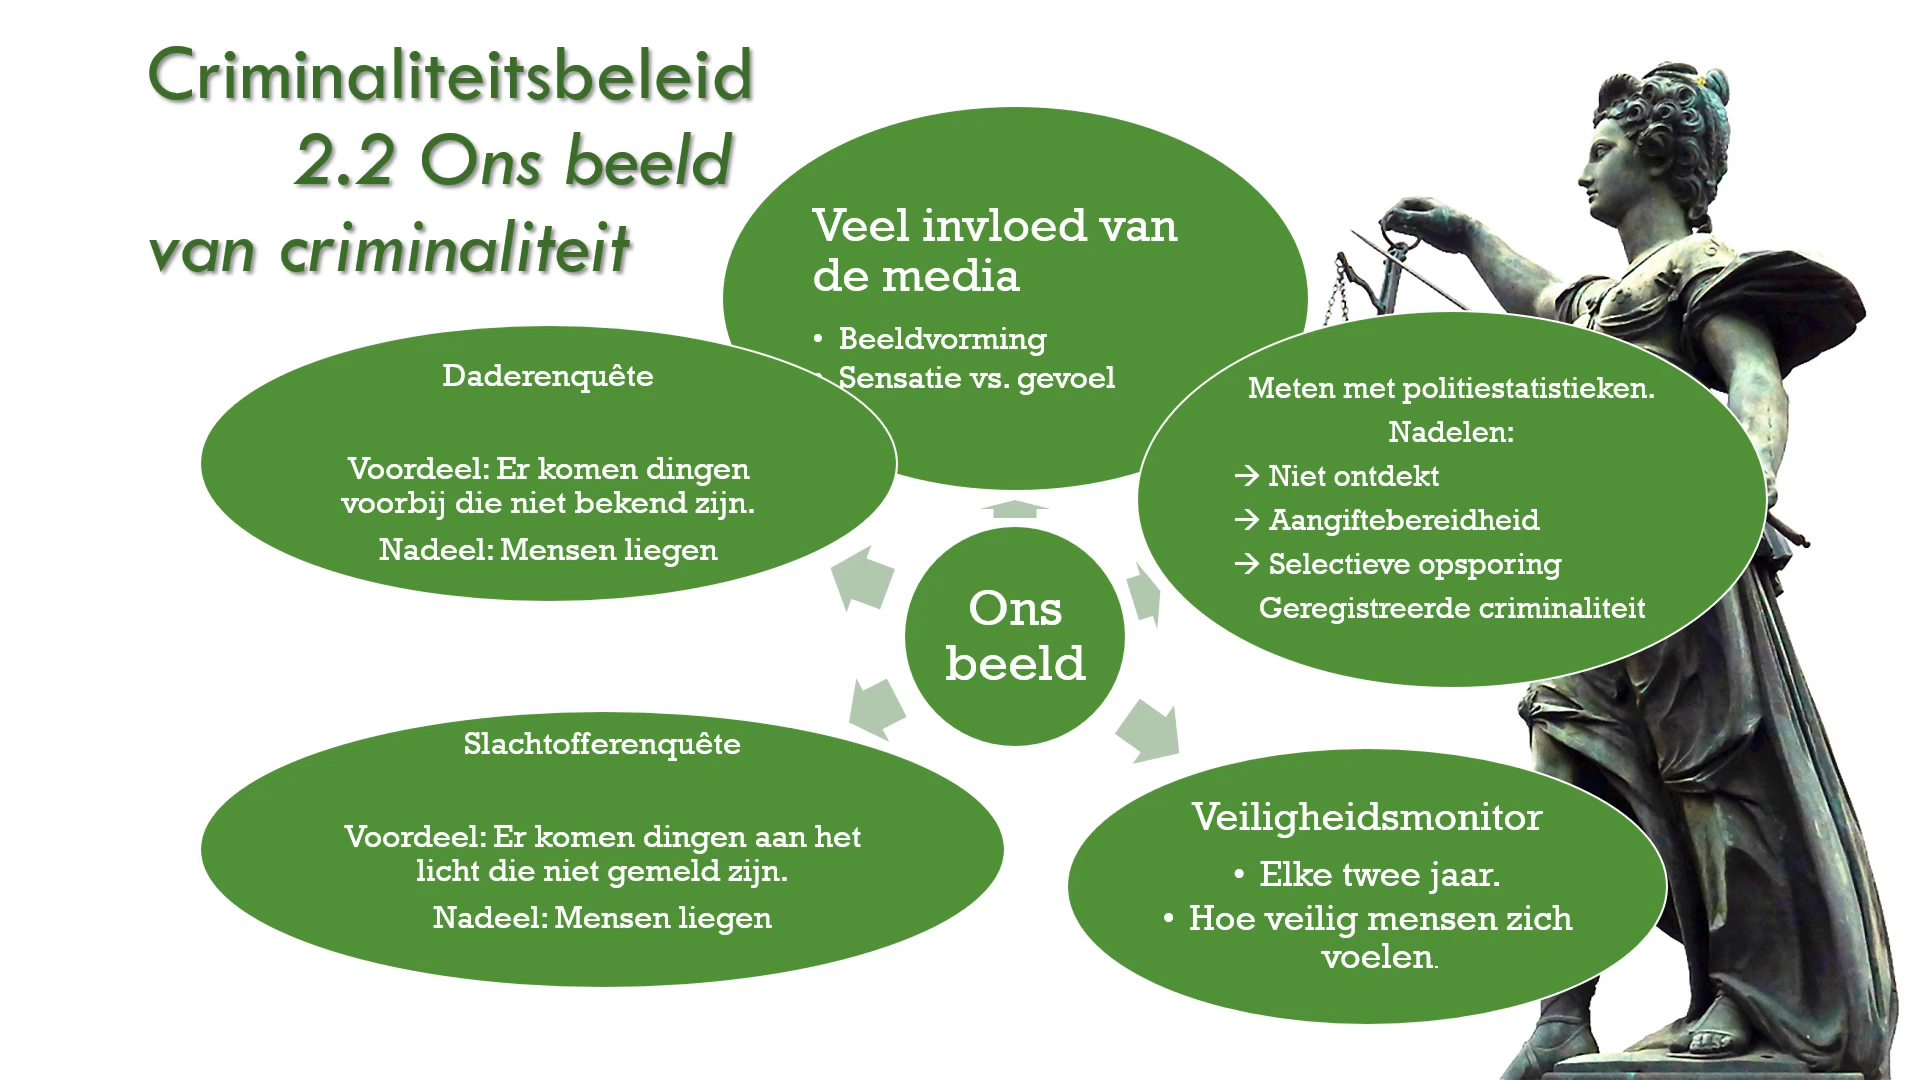 Criminaliteitsbeleid
2.2 Ons beeld
van criminaliteit
Veel invloed van
de media
• Beeldvorming
• Sensatie vs. gevoel
Daderenquête
Voordeel: Er komen dingen
voorbij die niet bekend zijn.
Nadeel: Mensen liegen
Meten met politiestatistieken.
Nadelen:
→ Niet ontdekt
→ Aangiftebereidheid
→ Selectieve opsporing
Geregistreerde criminaliteit
Ons
beeld
Slachtofferenquête
Voordeel: Er komen dingen aan het
licht die niet gemeld zijn.
Nadeel: Mensen liegen
Veiligheidsmonitor
• Elke twee jaar.
• Hoe veilig mensen zich
voelen.